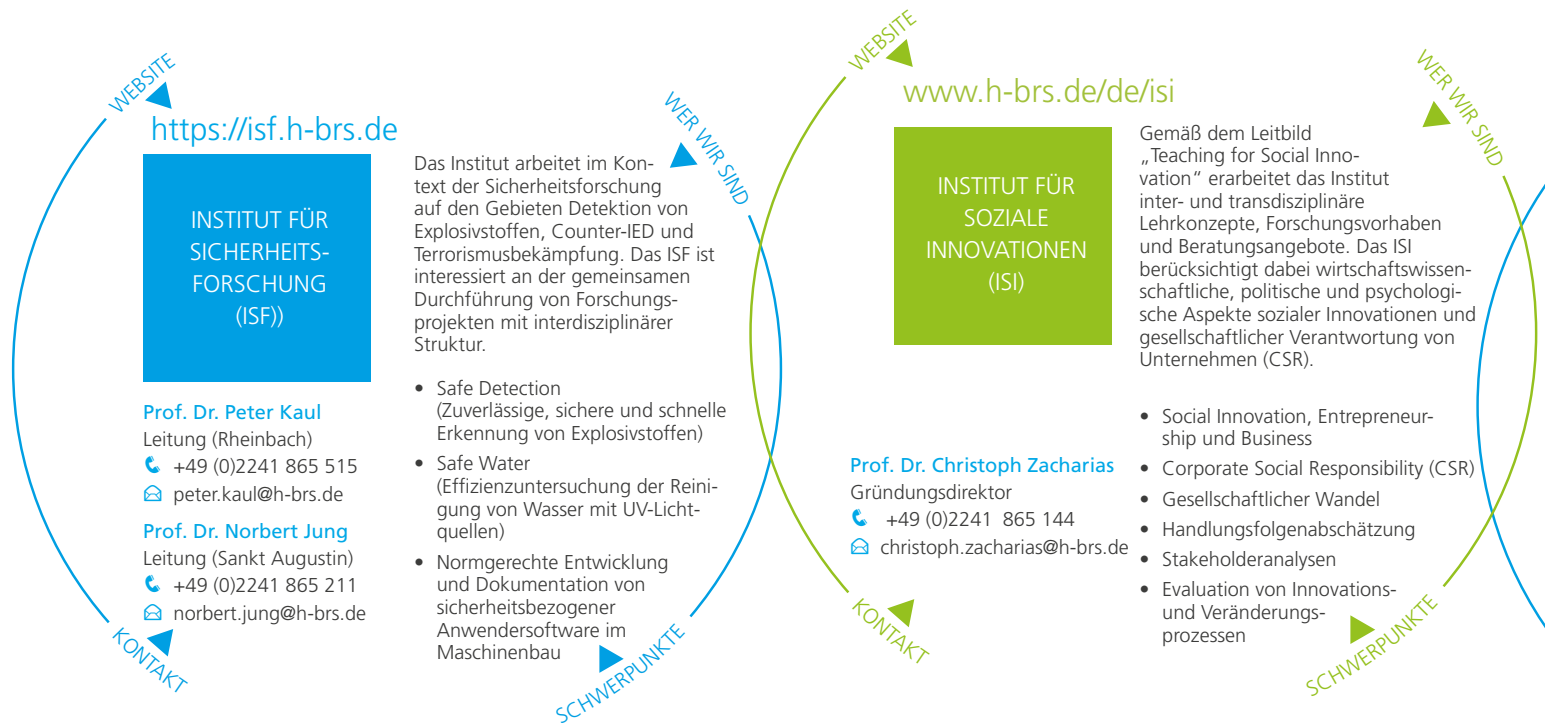 WEBSITE
https://isf.h-brs.de
INSTITUT FÜR
SICHERHEITS-
FORSCHUNG
(ISF))
WER WIR SIND
Das Institut arbeitet im Kon-
text der Sicherheitsforschung
auf den Gebieten Detektion von
Explosivstoffen, Counter-IED und
Terrorismusbekämpfung. Das ISF ist
interessiert an der gemeinsamen
Durchführung von Forschungs-
projekten mit interdisziplinärer
Struktur.
• Safe Detection
(Zuverlässige, sichere und schnelle
Erkennung von Explosivstoffen)
• Safe Water
(Effizienzuntersuchung der Reini-
gung von Wasser mit UV-Licht-
quellen)
• Normgerechte Entwicklung
und Dokumentation von
sicherheitsbezogener
Anwendersoftware im
Maschinenbau
SCHWERPUNKTE
Prof. Dr. Peter Kaul
Leitung (Rheinbach)
+49 (0)2241 865 515
peter.kaul@h-brs.de
Prof. Dr. Norbert Jung
Leitung (Sankt Augustin)
+49 (0)2241 865 211
norbert.jung@h-brs.de
KONTAKT
WEBSITE
www.h-brs.de/de/isi
INSTITUT FÜR
SOZIALE
INNOVATIONEN
(ISI)
WER WIR SIND
Gemäß dem Leitbild
„Teaching for Social Inno-
vation“ erarbeitet das Institut
inter- und transdisziplinäre
Lehrkonzepte, Forschungsvorhaben
und Beratungsangebote. Das ISI
berücksichtigt dabei wirtschaftswissen-
schaftliche, politische und psychologi-
sche Aspekte sozialer Innovationen und
gesellschaftlicher Verantwortung von
Unternehmen (CSR).
• Social Innovation, Entrepreneur-
ship und Business
• Corporate Social Responsibility (CSR)
• Gesellschaftlicher Wandel
• Handlungsfolgenabschätzung
• Stakeholderanalysen
• Evaluation von Innovations-
und Veränderungs-
prozessen
SCHWERPUNKTE
Prof. Dr. Christoph Zacharias
Gründungsdirektor
+49 (0)2241 865 144
christoph.zacharias@h-brs.de
KONTAKT